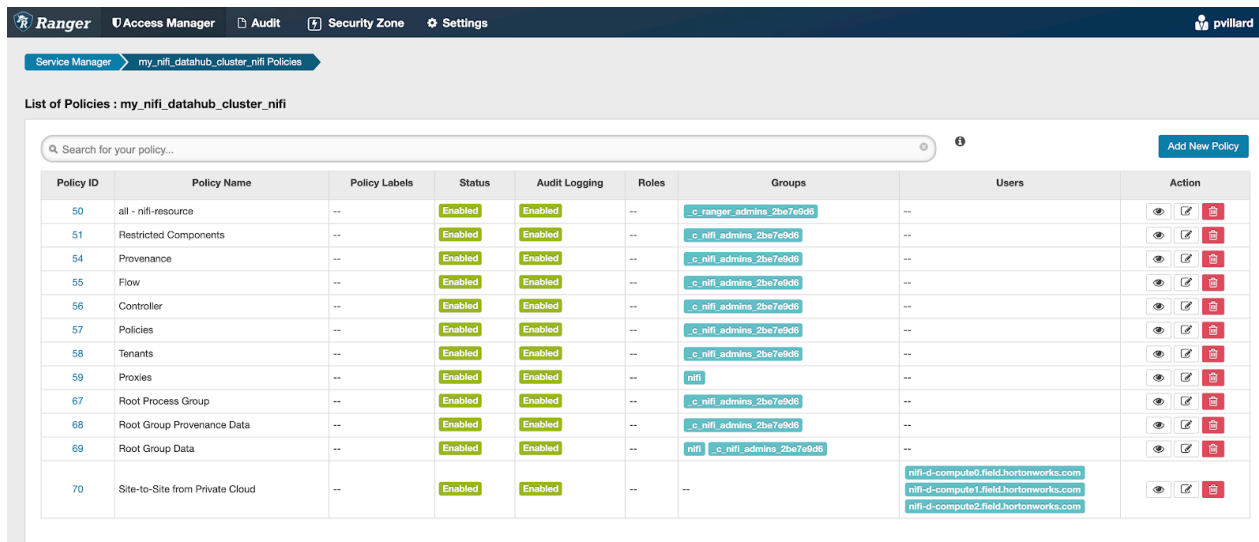 Ranger Access Manager Audit Security Zone Settings pvillard
Service Manager my_nifi_datahub_cluster_nifi Policies
List of Policies : my_nifi_datahub_cluster_nifi
Search for your policy... Add New Policy
Policy ID Policy Name Policy Labels Status Audit Logging Roles Groups Users Action
50 all - nifi-resource -- Enabled Enabled -- _c_ranger_admins_2be7e9d6 --
51 Restricted Components -- Enabled Enabled -- _c_nifi_admins_2be7e9d6 --
54 Provenance -- Enabled Enabled -- _c_nifi_admins_2be7e9d6 --
55 Flow -- Enabled Enabled -- _c_nifi_admins_2be7e9d6 --
56 Controller -- Enabled Enabled -- _c_nifi_admins_2be7e9d6 --
57 Policies -- Enabled Enabled -- _c_nifi_admins_2be7e9d6 --
58 Tenants -- Enabled Enabled -- _c_nifi_admins_2be7e9d6 --
59 Proxies -- Enabled Enabled -- nifi --
67 Root Process Group -- Enabled Enabled -- _c_nifi_admins_2be7e9d6 --
68 Root Group Provenance Data -- Enabled Enabled -- _c_nifi_admins_2be7e9d6 --
69 Root Group Data -- Enabled Enabled -- nifi _c_nifi_admins_2be7e9d6 --
nifi-d-compute0.field.hortonworks.com
70 Site-to-Site from Private Cloud -- Enabled Enabled -- -- nifi-d-compute1.field.hortonworks.com
nifi-d-compute2.field.hortonworks.com